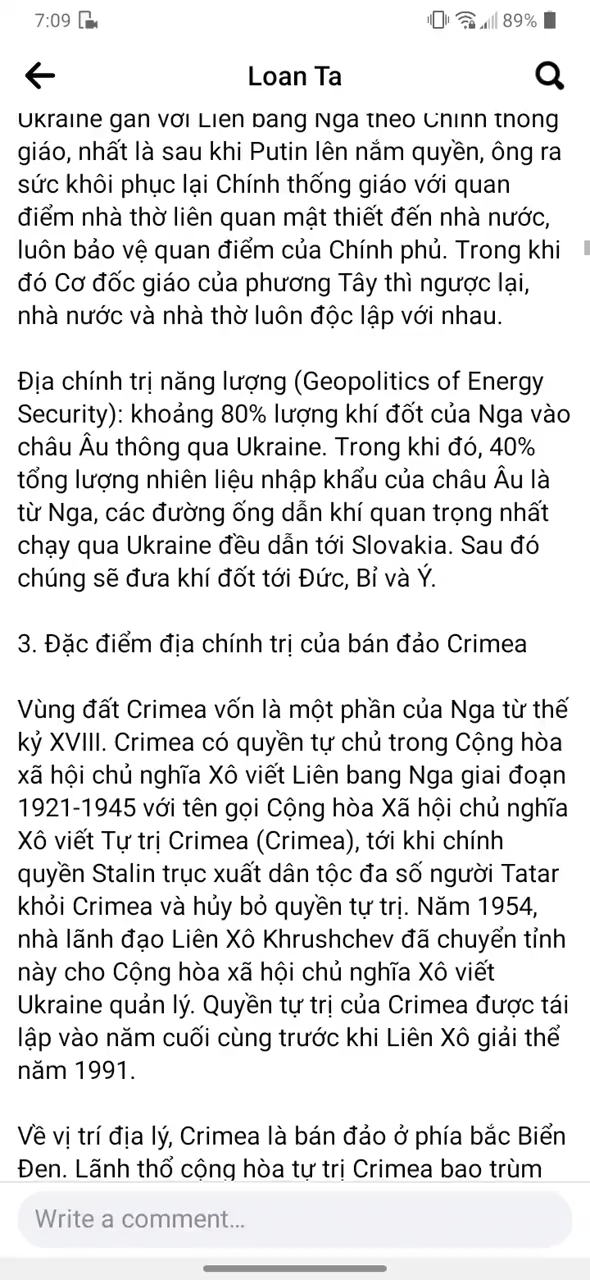 7:09
89%
Loan Ta
Ukraine gắn với Liên bang Nga theo Chính thống
giáo, nhất là sau khi Putin lên nắm quyền, ông ra
sức khôi phục lại Chính thống giáo với quan
điểm nhà thờ liên quan mật thiết đến nhà nước,
luôn bảo vệ quan điểm của Chính phủ. Trong khi
đó Cơ đốc giáo của phương Tây thì ngược lại,
nhà nước và nhà thờ luôn độc lập với nhau.
Địa chính trị năng lượng (Geopolitics of Energy
Security): khoảng 80% lượng khí đốt của Nga vào
châu Âu thông qua Ukraine. Trong khi đó, 40%
tổng lượng nhiên liệu nhập khẩu của châu Âu là
từ Nga, các đường ống dẫn khí quan trọng nhất
chạy qua Ukraine đều dẫn tới Slovakia. Sau đó
chúng sẽ đưa khí đốt tới Đức, Bỉ và Ý.
3. Đặc điểm địa chính trị của bán đảo Crimea
Vùng đất Crimea vốn là một phần của Nga từ thế
kỷ XVIII. Crimea có quyền tự chủ trong Cộng hòa
xã hội chủ nghĩa Xô viết Liên bang Nga giai đoạn
1921-1945 với tên gọi Cộng hòa Xã hội chủ nghĩa
Xô viết Tự trị Crimea (Crimea), tới khi chính
quyền Stalin trục xuất dân tộc đa số người Tatar
khỏi Crimea và hủy bỏ quyền tự trị. Năm 1954,
nhà lãnh đạo Liên Xô Khrushchev đã chuyển tỉnh
này cho Cộng hòa xã hội chủ nghĩa Xô viết
Ukraine quản lý. Quyền tự trị của Crimea được tái
lập vào năm cuối cùng trước khi Liên Xô giải thể
năm 1991.
Về vị trí địa lý, Crimea là bán đảo ở phía bắc Biển
Đen. Lãnh thổ cộng hòa tự trị Crimea bao trùm
Write a comment...